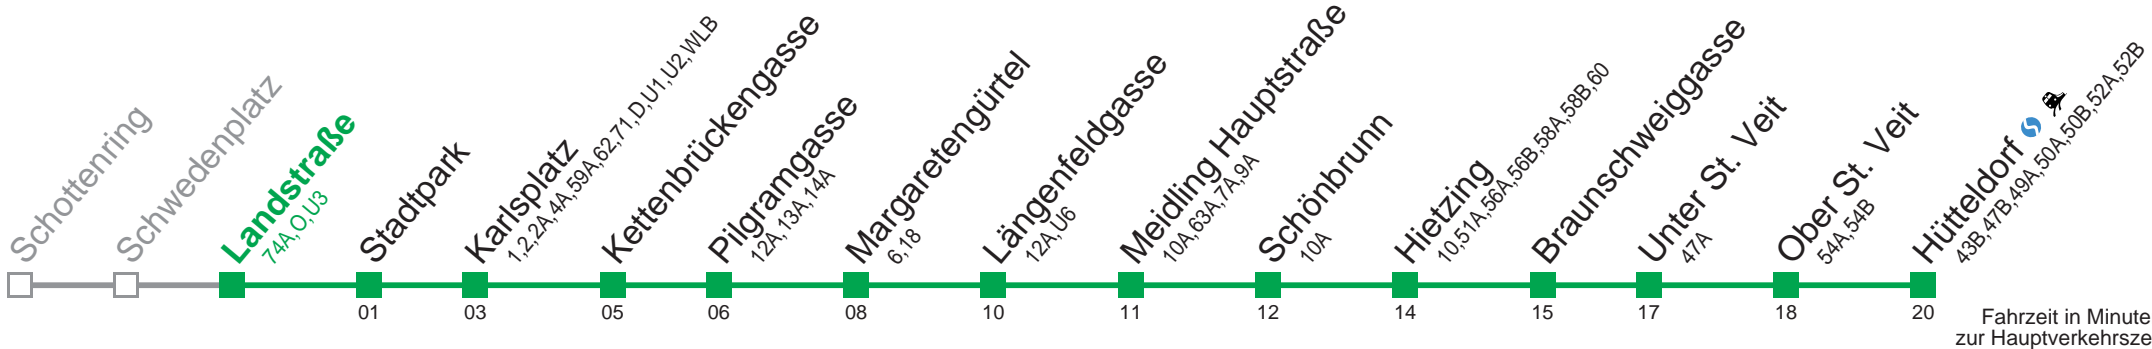 Schottenring
Schwedenplatz
Landstraße
74A,O,U3
Stadtpark
Karlsplatz
1,2,2A,4A,59A,62,71,D,U1,U2,WLB
Kettenbrückengasse
Pilgramgasse
12A,13A,14A
Margaretengürtel
6,18
Längenfeldgasse
12A,U6
Meidling Hauptstraße
10A,63A,7A,9A
Schönbrunn
10A
Hietzing
10,51A,56A,56B,58A,58B,60
Braunschweiggasse
Unter St. Veit
47A
Ober St. Veit
54A,54B
Hütteldorf
43B,47B,49A,50A,50B,52A,52B
01 03 05 06 08 10 11 12 14 15 17 18 20
Fahrzeit in Minute
zur Hauptverkehrsze